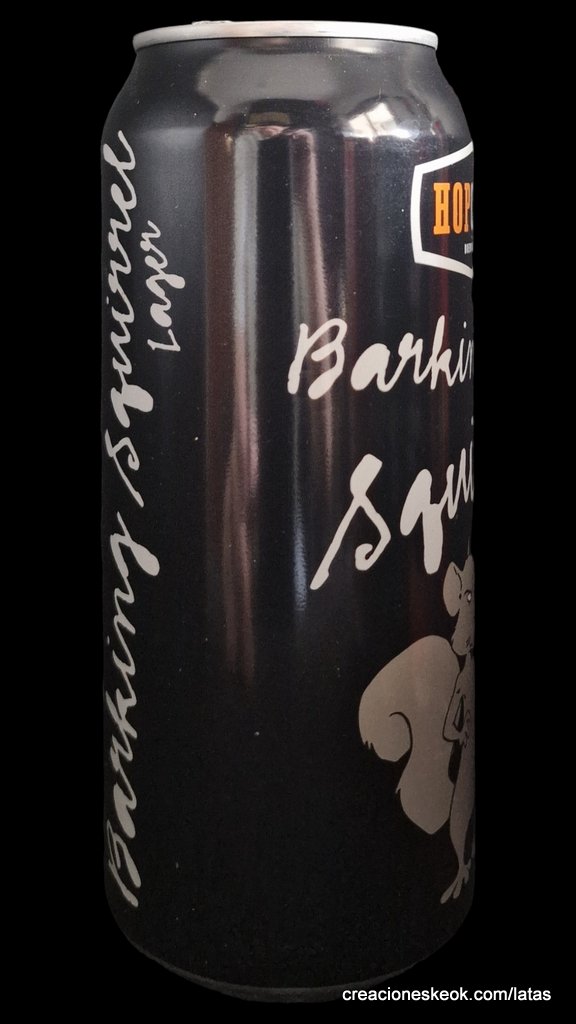 Barking Squirrel
Lager
HOP
Barkin
Squi
creacioneskeok.com/latas